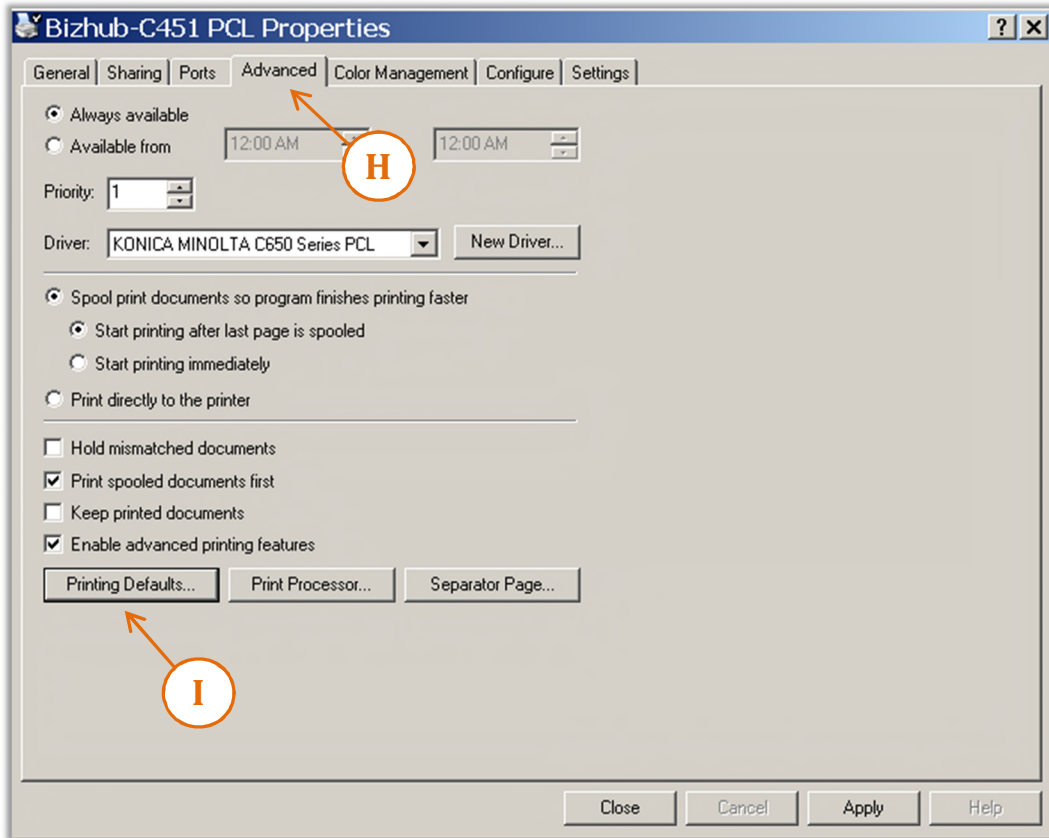 Bizhub-C451 PCL Properties
General Sharing Ports Advanced Color Management Configure Settings
Always available
Available from 12:00 AM 12:00 AM
H
Priority: 1
Driver: KONICA MINOLTA C650 Series PCL New Driver...
Spool print documents so program finishes printing faster
Start printing after last page is spooled
Start printing immediately
Print directly to the printer
Hold mismatched documents
Print spooled documents first
Keep printed documents
Enable advanced printing features
Printing Defaults... Print Processor... Separator Page...
I
Close Cancel Apply Help